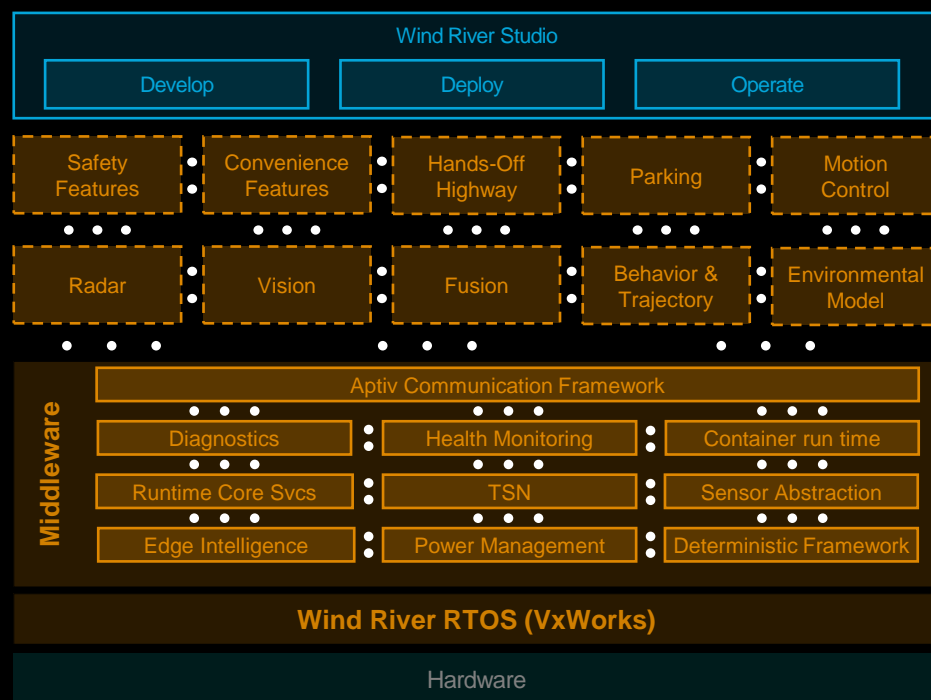 Wind River Studio
Develop
Deploy
Operate
Safety
Features
Convenience
Features
Hands-Off
Highway
Parking
Motion
Control
Radar
Vision
Fusion
Behavior &
Trajectory
Environmental
Model
Middleware
Aptiv Communication Framework
Diagnostics
Health Monitoring
Container run time
Runtime Core Svcs
TSN
Sensor Abstraction
Edge Intelligence
Power Management
Deterministic Framework
Wind River RTOS (VxWorks)
Hardware